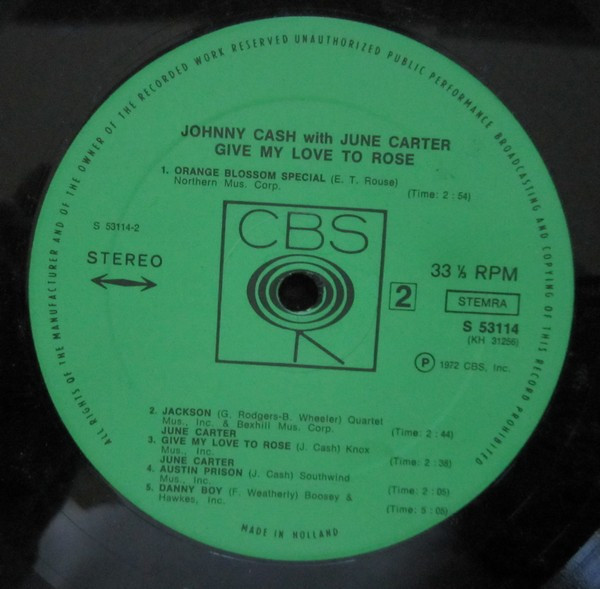 ALL RIGHTS OF THE MANUFACTURER AND OF THE OWNER OF THE RECORDED WORK RESERVED UNAUTHORIZED PUBLIC PERFORMANCE BROADCASTING AND COPYING OF THIS RECORD PROHIBITED
JOHNNY CASH with JUNE CARTER
GIVE MY LOVE TO ROSE
1. ORANGE BLOSSOM SPECIAL (E. T. Rouse)
Northern Mus. Corp.
(Time: 2 : 54)
S 53114-2
STEREO
CBS
33 ⅓ RPM
2
STEMRA
S 53114
(KH 31256)
P 1972 CBS, Inc.
2. JACKSON (G. Rodgers-B. Wheeler) Quartet
Mus., Inc. & Bexhill Mus. Corp.
JUNE CARTER (Time: 2 : 44)
3. GIVE MY LOVE TO ROSE (J. Cash) Knox
Mus., Inc.
JUNE CARTER (Time: 2 : 38)
4. AUSTIN PRISON (J. Cash) Southwind
Mus., Inc. (Time: 2 : 05)
5. DANNY BOY (F. Weatherly) Boosey &
Hawkes, Inc. (Time: 5 : 05)
MADE IN HOLLAND